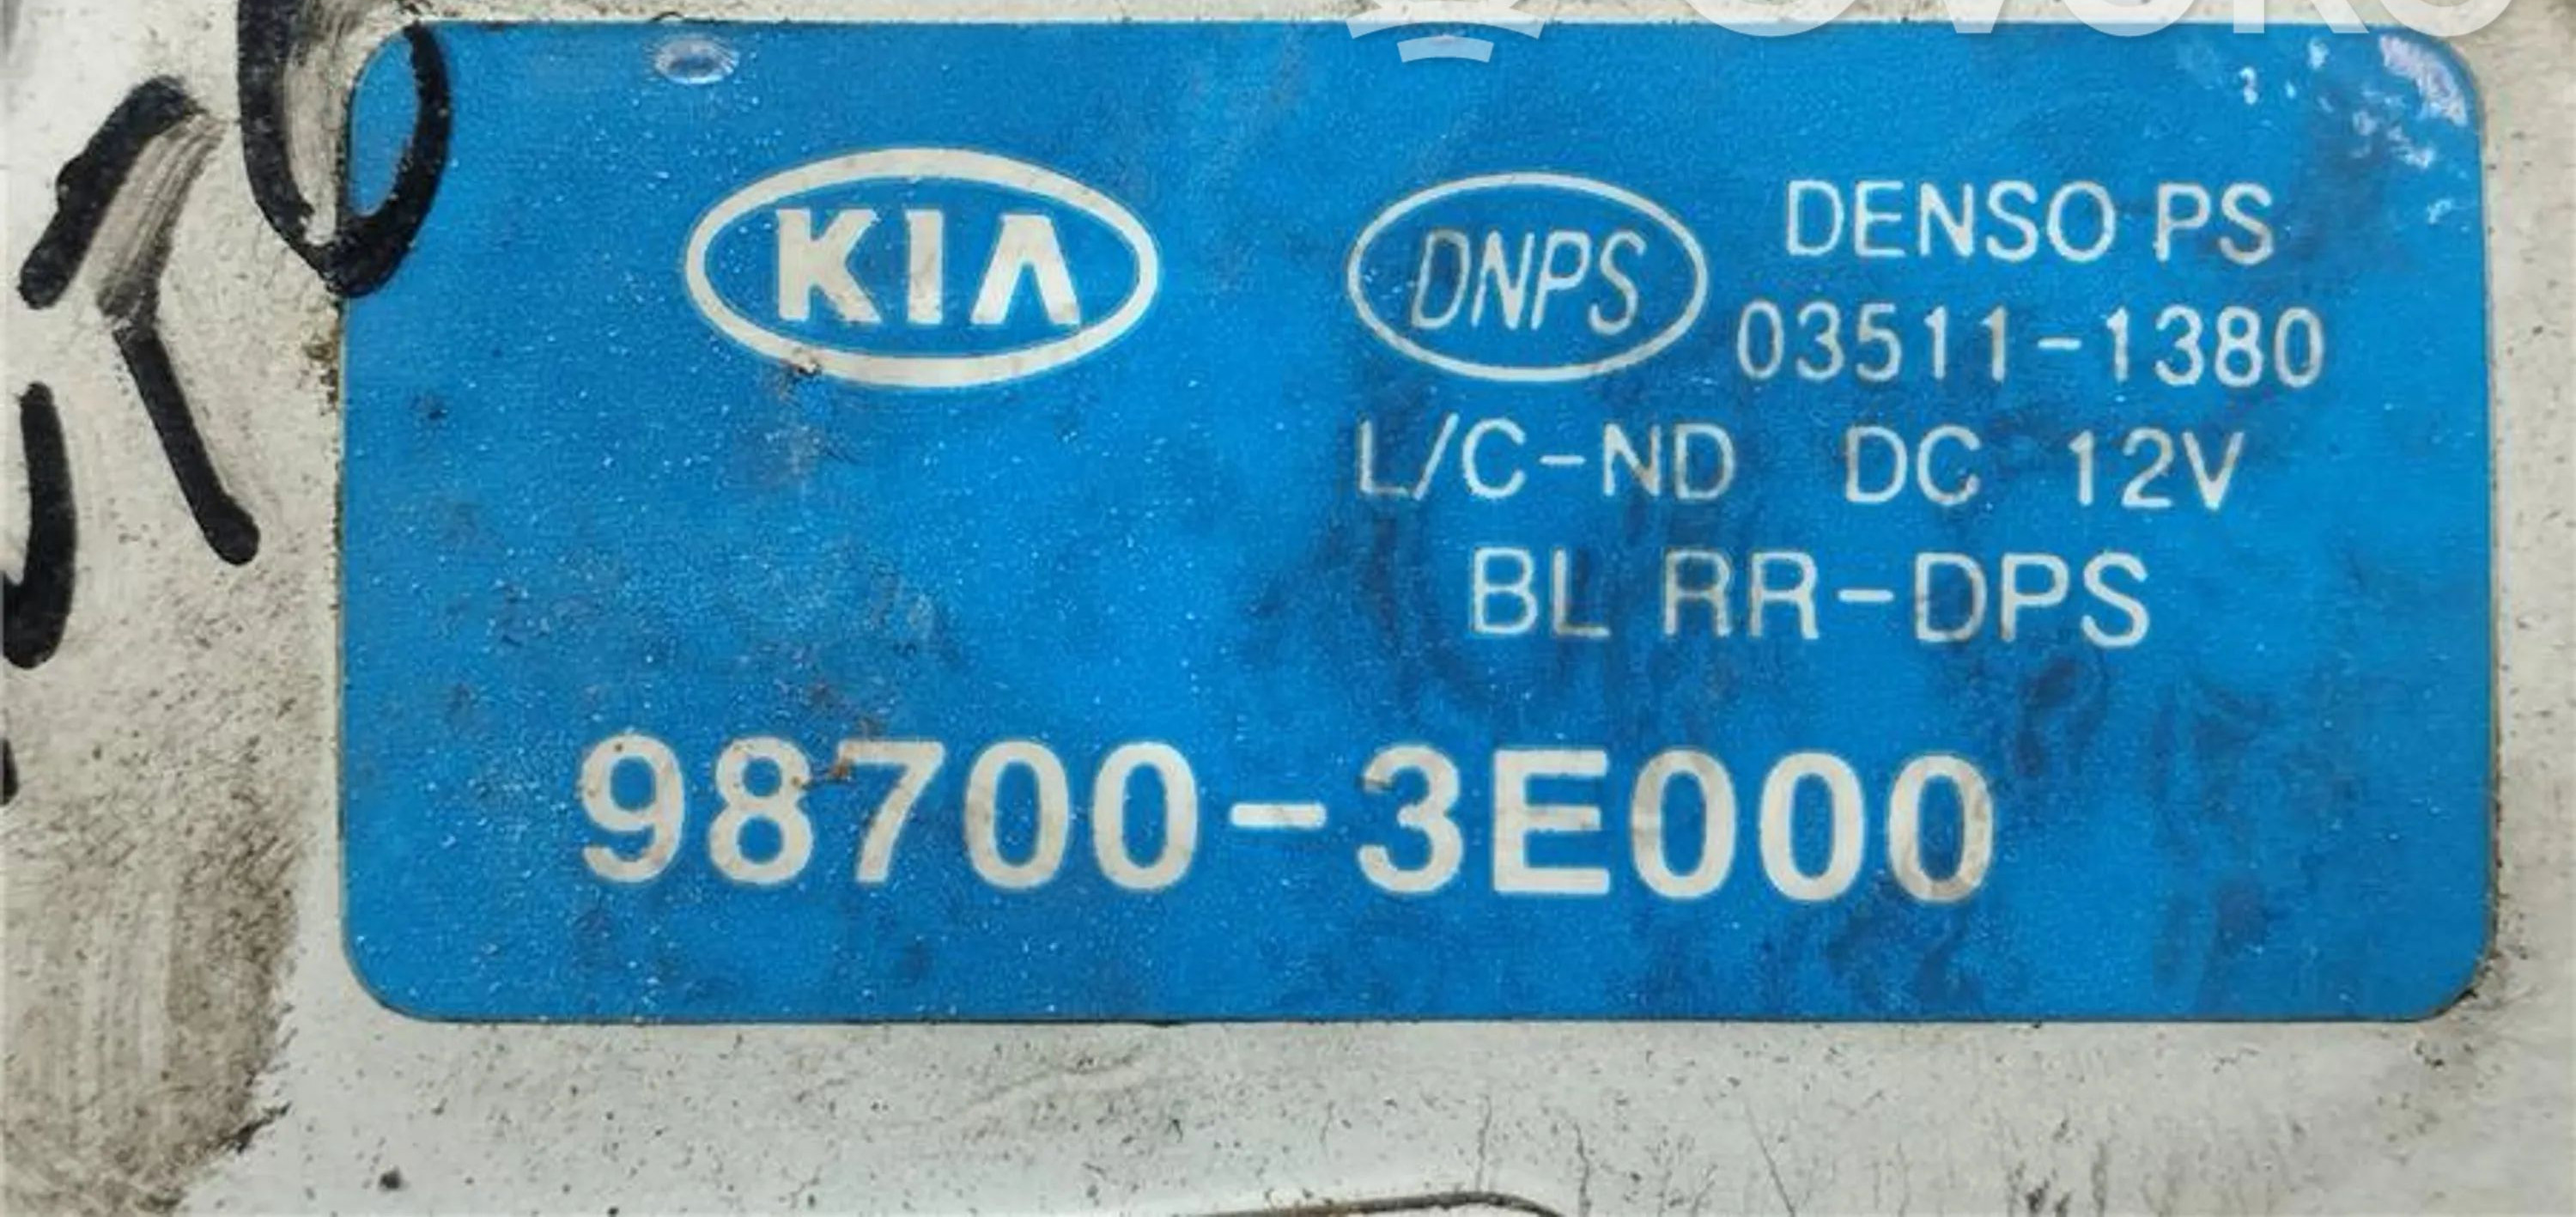 KIA
DNPS
DENSO PS
03511-1380
L/C-ND DC 12V
BL RR-DPS
98700-3E000